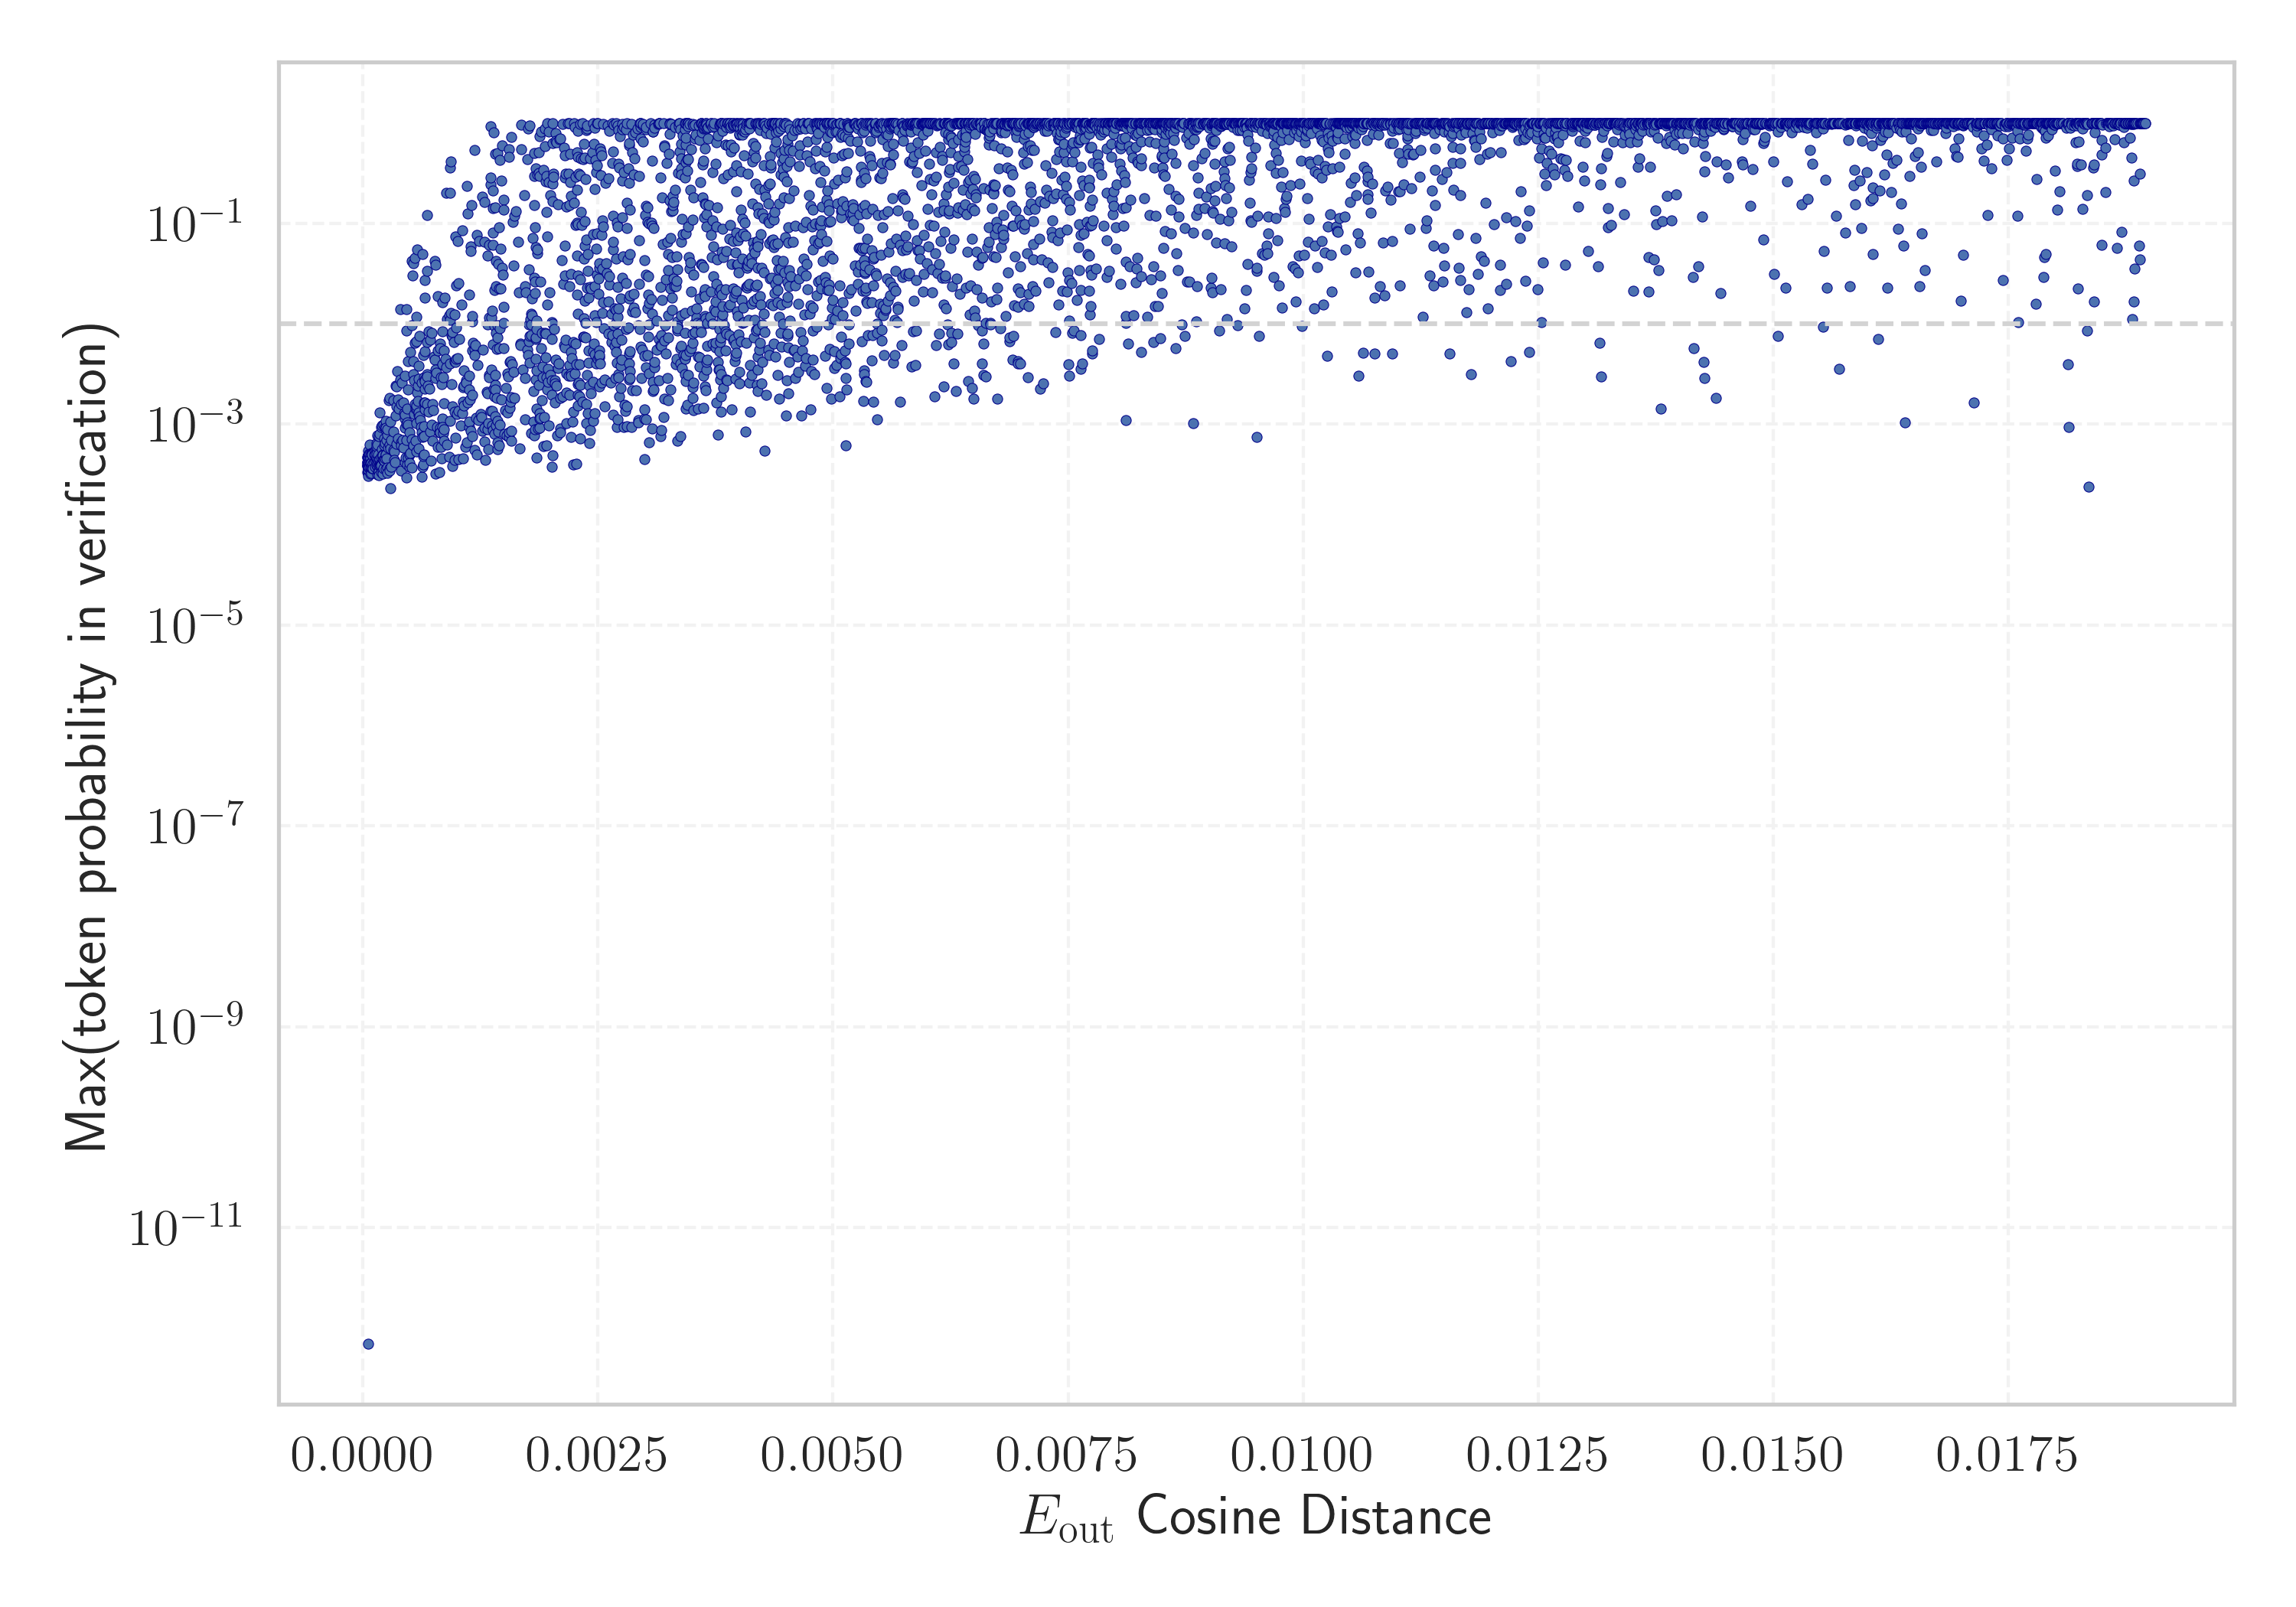 Max(token probability in verification)
10⁻¹
10⁻³
10⁻⁵
10⁻⁷
10⁻⁹
10⁻¹¹
0.0000 0.0025 0.0050 0.0075 0.0100 0.0125 0.0150 0.0175
E_out Cosine Distance